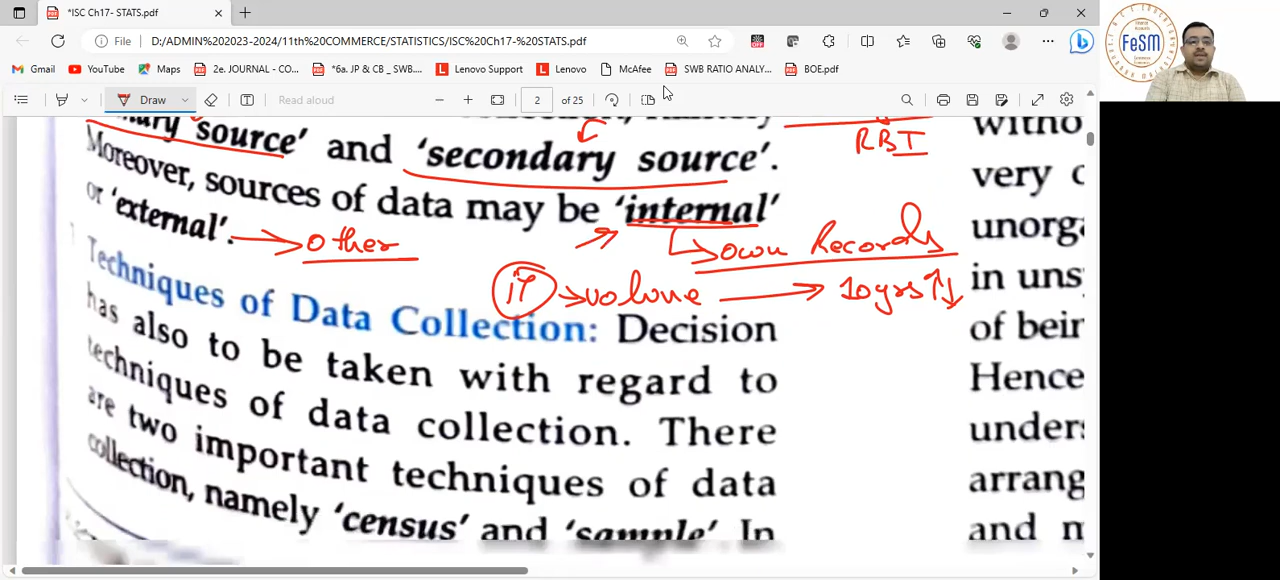 *ISC Ch17- STATS.pdf
File
D:/ADMIN%202023-2024/11th%20COMMERCE/STATISTICS/ISC%20CH17-%20STATS.pdf
Gmail YouTube Maps 2e. JOURNAL - CO... *6a. JP & CB _ SWB... Lenovo Support Lenovo McAfee SWB RATIO ANALY... BOE.pdf
Draw Read aloud 2 of 25
source' and 'secondary source'.
RBI
Moreover, sources of data may be 'internal'
or 'external'. other
own Records
IT volume 10yrs
Techniques of Data Collection: Decision
has also to be taken with regard to
techniques of data collection. There
are two important techniques of data
collection, namely 'census' and 'sample'. In
witho
very
unorga
in uns
of bein
Hence
unders
arrang
and m
FeSM